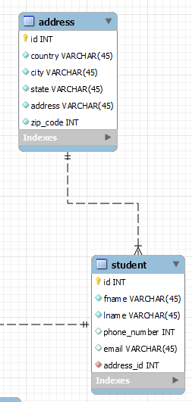 address
id INT
country VARCHAR(45)
city VARCHAR(45)
state VARCHAR(45)
address VARCHAR(45)
zip_code INT
Indexes
student
id INT
fname VARCHAR(45)
lname VARCHAR(45)
phone_number INT
email VARCHAR(45)
address_id INT
Indexes